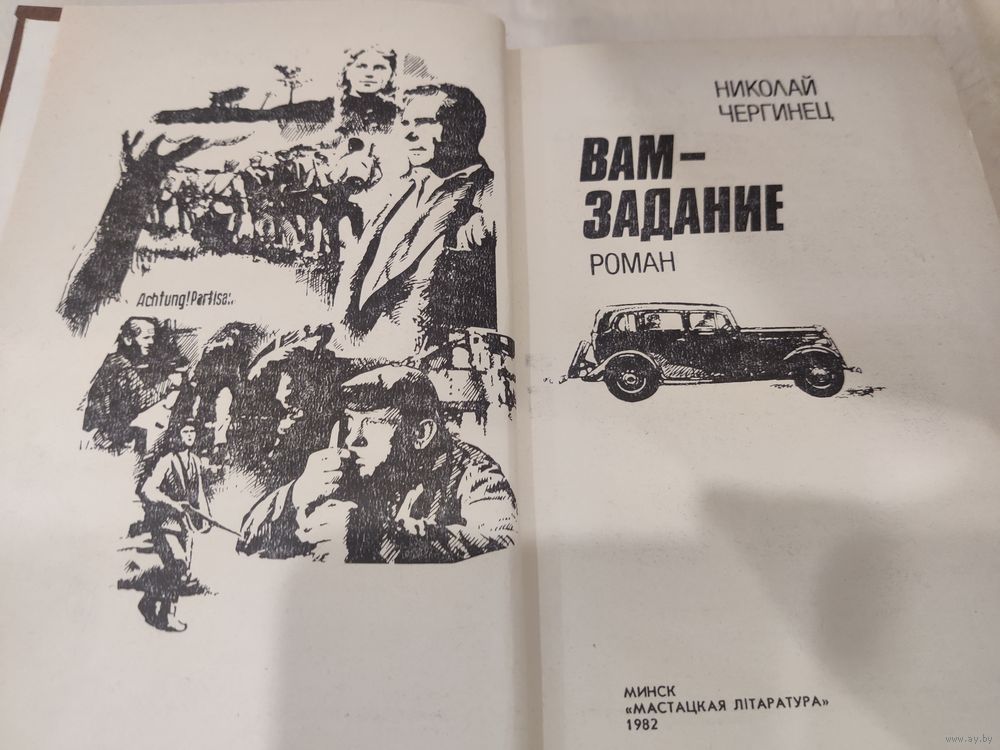 Achtung! Partisa
НИКОЛАЙ
ЧЕРГИНЕЦ
ВАМ –
ЗАДАНИЕ
РОМАН
МИНСК
«МАСТАЦКАЯ ЛІТАРАТУРА»
1982
www.ay.by